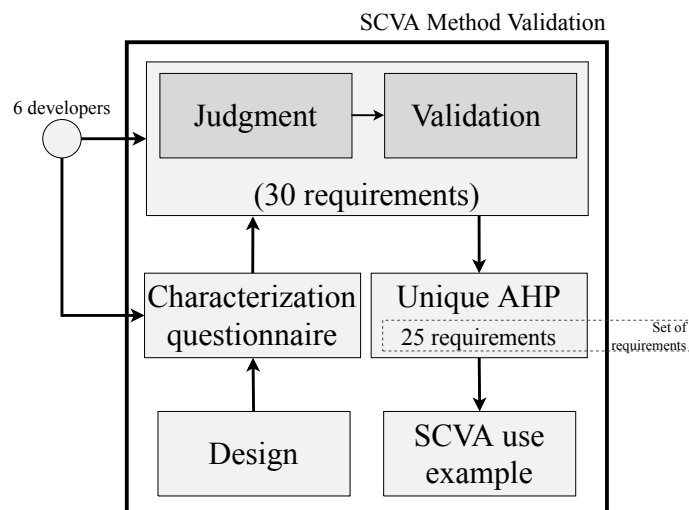 SCVA Method Validation
6 developers
Judgment
Validation
(30 requirements)
Characterization
questionnaire
Unique AHP
25 requirements
Set of
requirements
Design
SCVA use
example